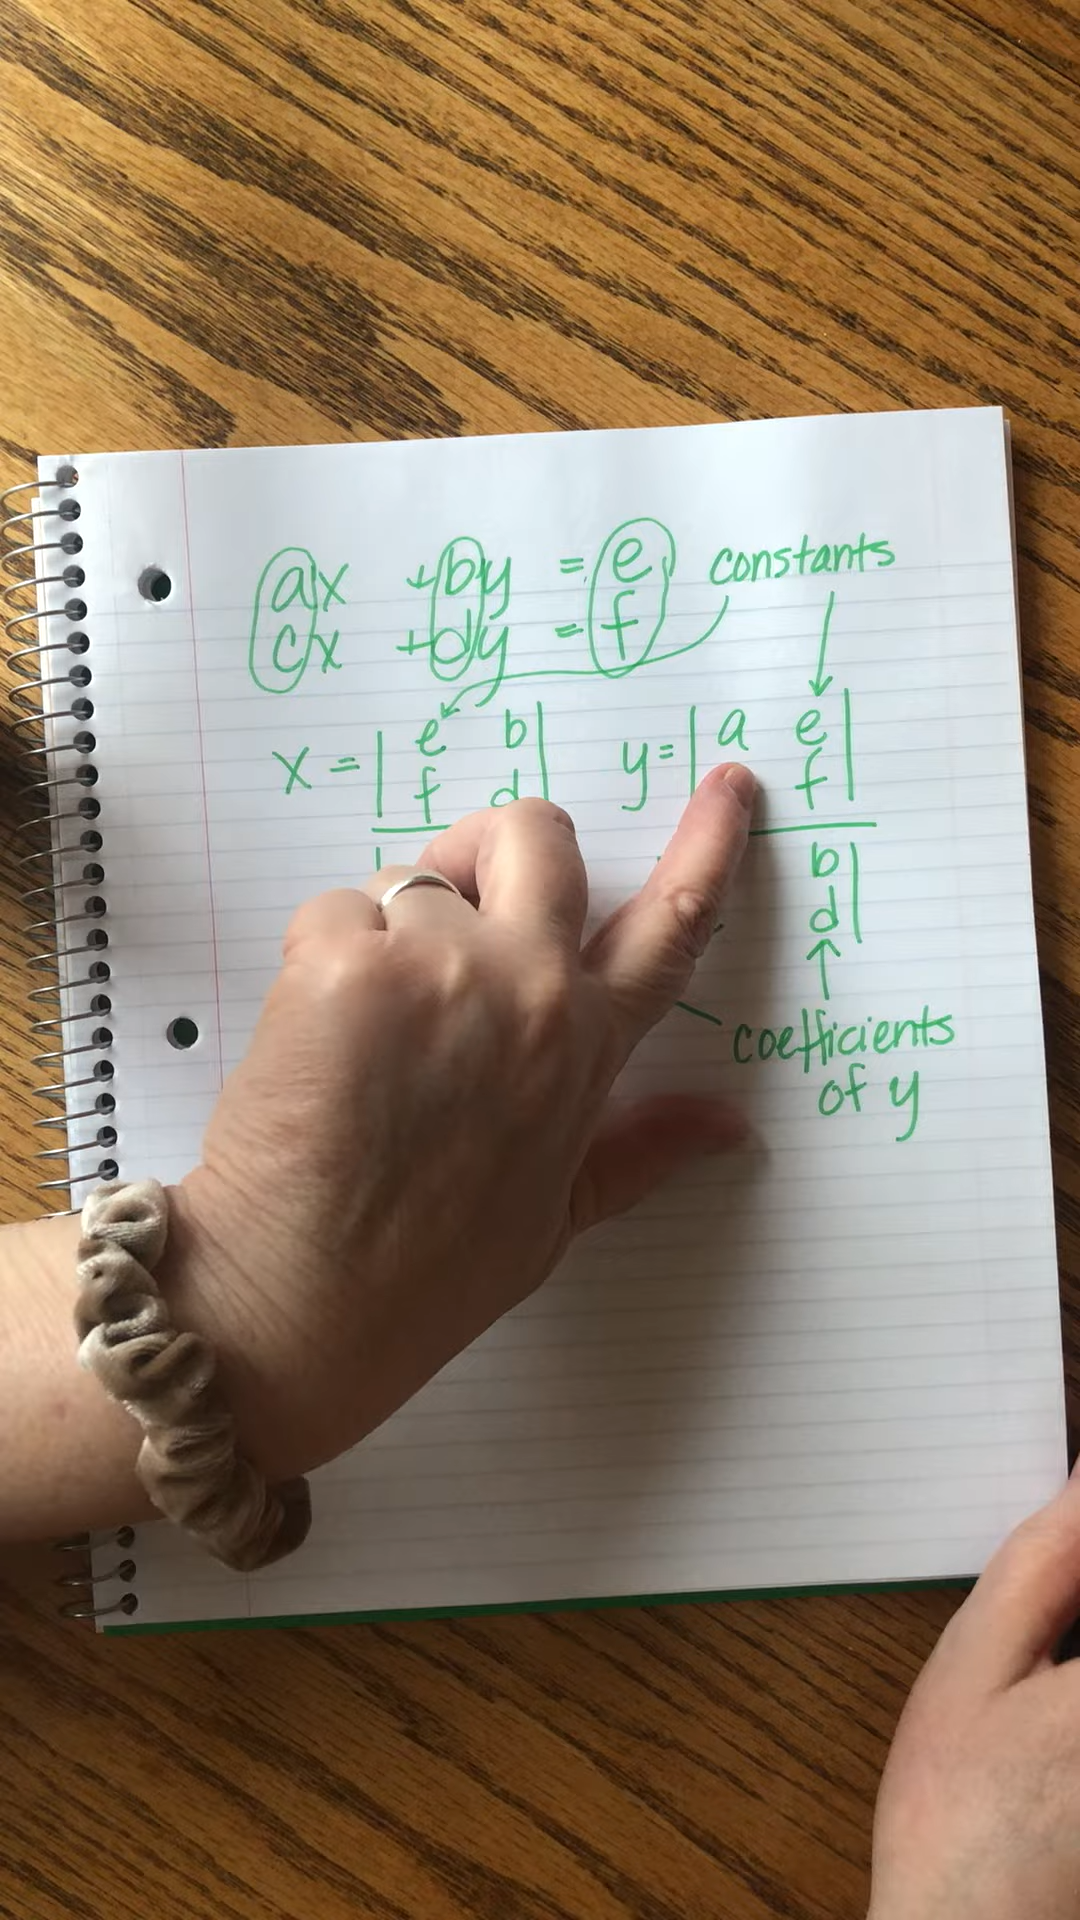 ax + by = e constants
cx + dy = f
x = | e b | y = | a e |
f d f
b |
d
coefficients
of y